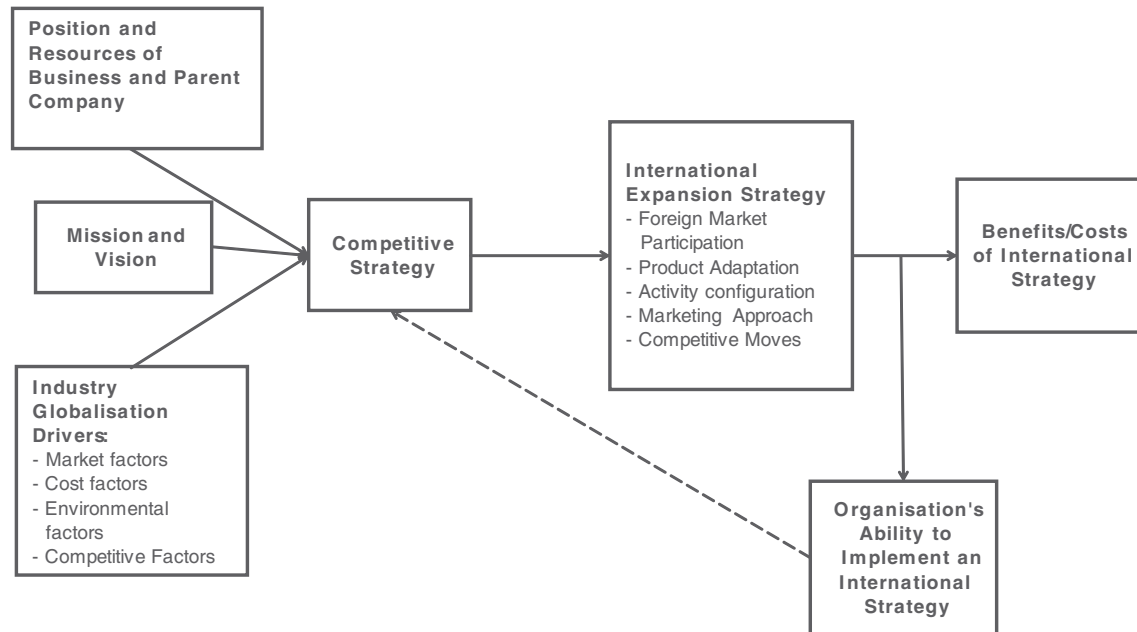 Position and
Resources of
Business and Parent
Company
Mission and
Vision
Industry
Globalisation
Drivers:
- Market factors
- Cost factors
- Environmental
factors
- Competitive Factors
Competitive
Strategy
International
Expansion Strategy
- Foreign Market
Participation
- Product Adaptation
- Activity configuration
- Marketing Approach
- Competitive Moves
Benefits/Costs
of International
Strategy
Organisation's
Ability to
Implement an
International
Strategy